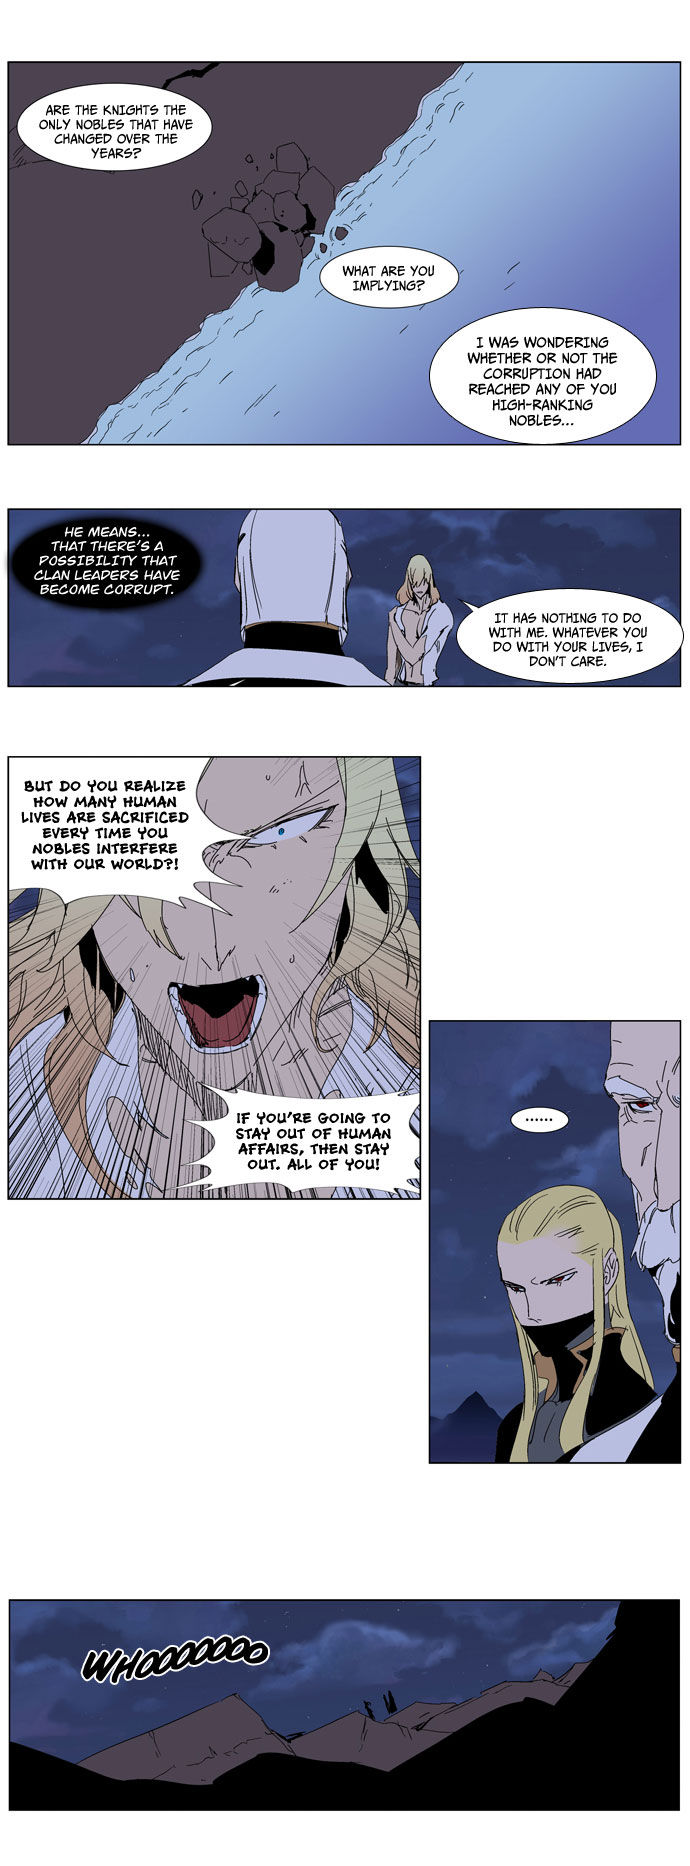 ARE THE KNIGHTS THE
ONLY NOBLES THAT HAVE
CHANGED OVER THE
YEARS?
WHAT ARE YOU
IMPLYING?
I WAS WONDERING
WHETHER OR NOT THE
CORRUPTION HAD
REACHED ANY OF YOU
HIGH-RANKING
NOBLES...
HE MEANS...
THAT THERE'S A
POSSIBILITY THAT
CLAN LEADERS HAVE
BECOME CORRUPT.
IT HAS NOTHING TO DO
WITH ME. WHATEVER YOU
DO WITH YOUR LIVES, I
DON'T CARE.
BUT DO YOU REALIZE
HOW MANY HUMAN
LIVES ARE SACRIFICED
EVERY TIME YOU
NOBLES INTERFERE
WITH OUR WORLD?!
IF YOU'RE GOING TO
STAY OUT OF HUMAN
AFFAIRS, THEN STAY
OUT. ALL OF YOU!
......
WHOOOOOOO